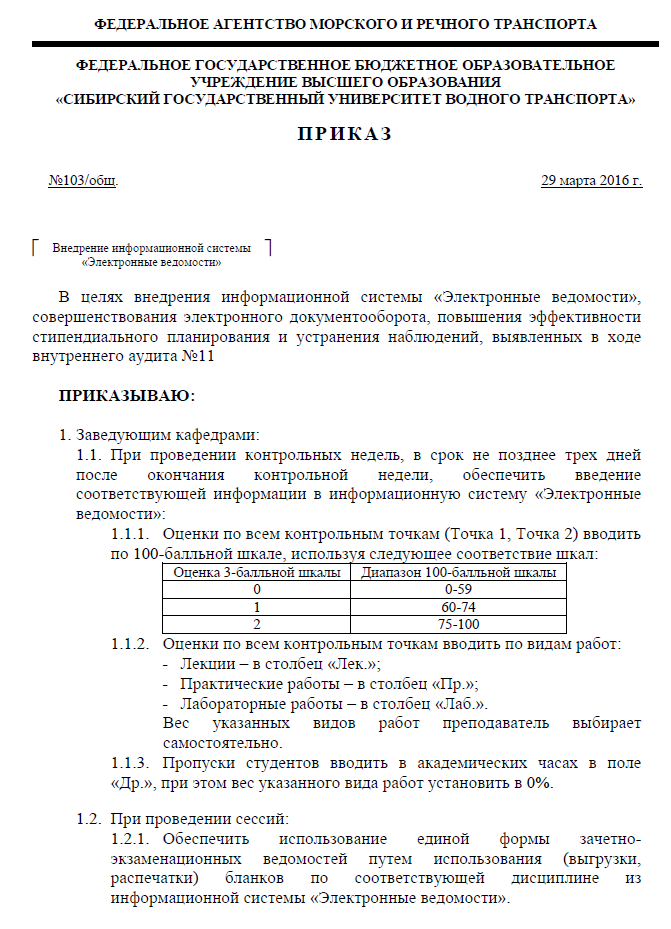 ФЕДЕРАЛЬНОЕ АГЕНТСТВО МОРСКОГО И РЕЧНОГО ТРАНСПОРТА
ФЕДЕРАЛЬНОЕ ГОСУДАРСТВЕННОЕ БЮДЖЕТНОЕ ОБРАЗОВАТЕЛЬНОЕ
УЧРЕЖДЕНИЕ ВЫСШЕГО ОБРАЗОВАНИЯ
«СИБИРСКИЙ ГОСУДАРСТВЕННЫЙ УНИВЕРСИТЕТ ВОДНОГО ТРАНСПОРТА»
ПРИКАЗ
№103/общ. 29 марта 2016 г.
Внедрение информационной системы
«Электронные ведомости»
В целях внедрения информационной системы «Электронные ведомости»,
совершенствования электронного документооборота, повышения эффективности
стипендиального планирования и устранения наблюдений, выявленных в ходе
внутреннего аудита №11
ПРИКАЗЫВАЮ:
1. Заведующим кафедрами:
1.1. При проведении контрольных недель, в срок не позднее трех дней
после окончания контрольной недели, обеспечить введение
соответствующей информации в информационную систему «Электронные
ведомости»:
1.1.1. Оценки по всем контрольным точкам (Точка 1, Точка 2) вводить
по 100-балльной шкале, используя следующее соответствие шкал:
Оценка 3-балльной шкалы Диапазон 100-балльной шкалы
0 0-59
1 60-74
2 75-100
1.1.2. Оценки по всем контрольным точкам вводить по видам работ:
- Лекции – в столбец «Лек.»;
- Практические работы – в столбец «Пр.»;
- Лабораторные работы – в столбец «Лаб.».
Вес указанных видов работ преподаватель выбирает
самостоятельно.
1.1.3. Пропуски студентов вводить в академических часах в поле
«Др.», при этом вес указанного вида работ установить в 0%.
1.2. При проведении сессий:
1.2.1. Обеспечить использование единой формы зачетно-
экзаменационных ведомостей путем использования (выгрузки,
распечатки) бланков по соответствующей дисциплине из
информационной системы «Электронные ведомости».